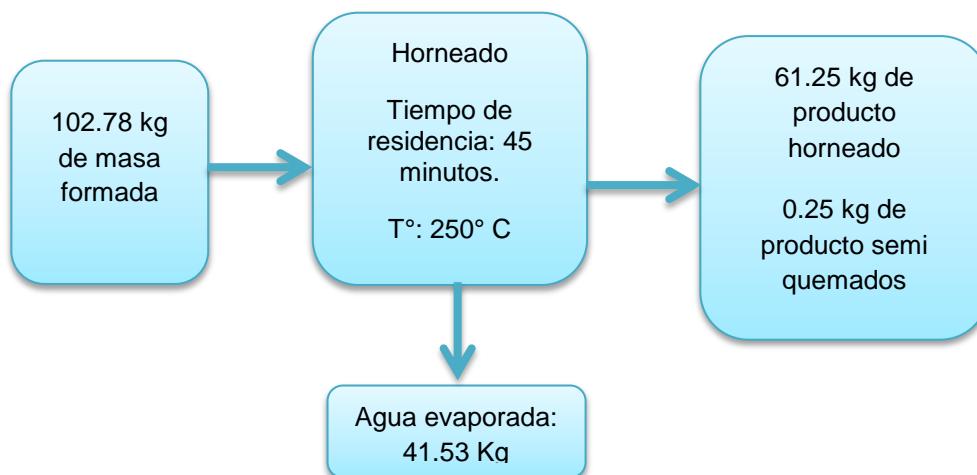 102.78 kg
de masa
formada
Horneado
Tiempo de
residencia: 45
minutos.
T°: 250° C
61.25 kg de
producto
horneado
0.25 kg de
producto semi
quemados
Agua evaporada:
41.53 Kg